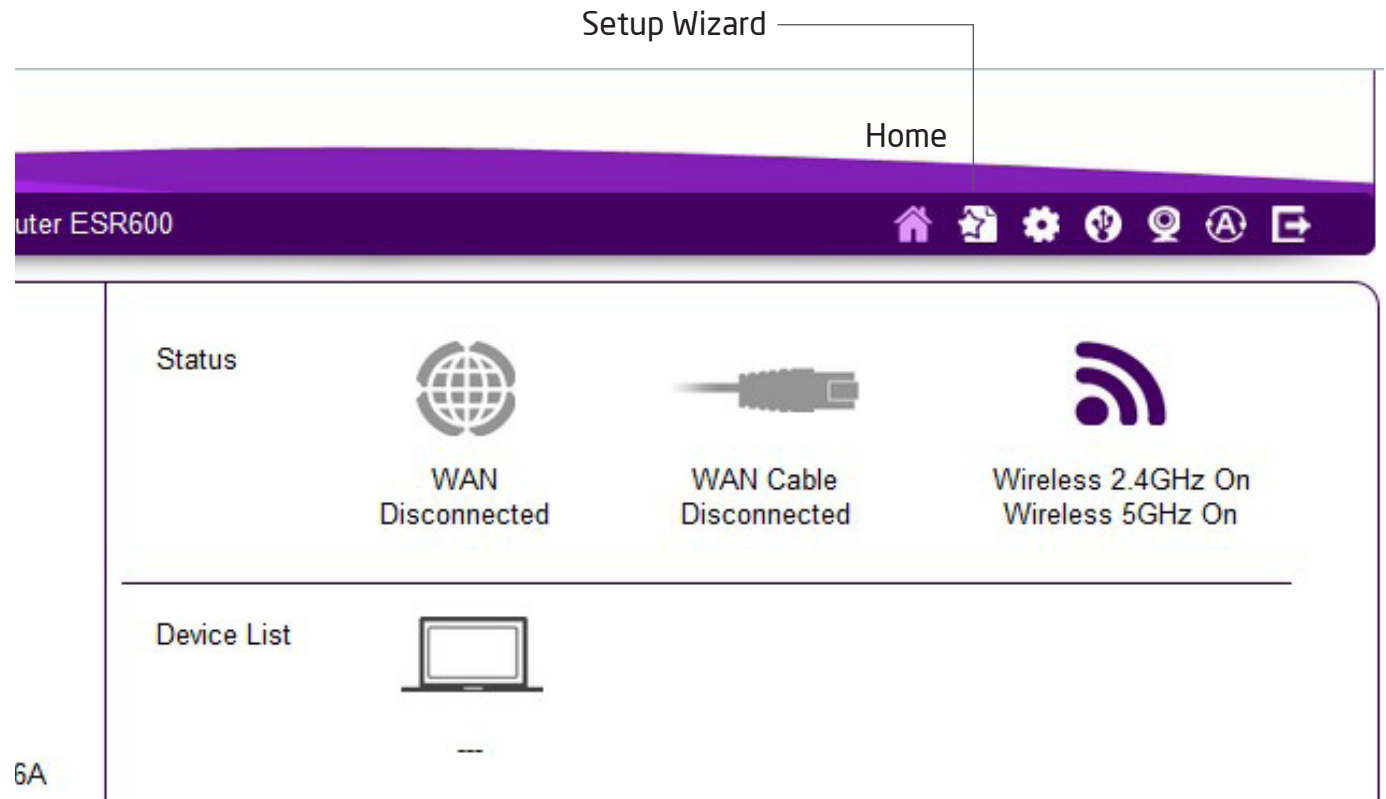 Setup Wizard
Home
uter ESR600
A
Status
WAN
Disconnected
WAN Cable
Disconnected
Wireless 2.4GHz On
Wireless 5GHz On
Device List
---
6A